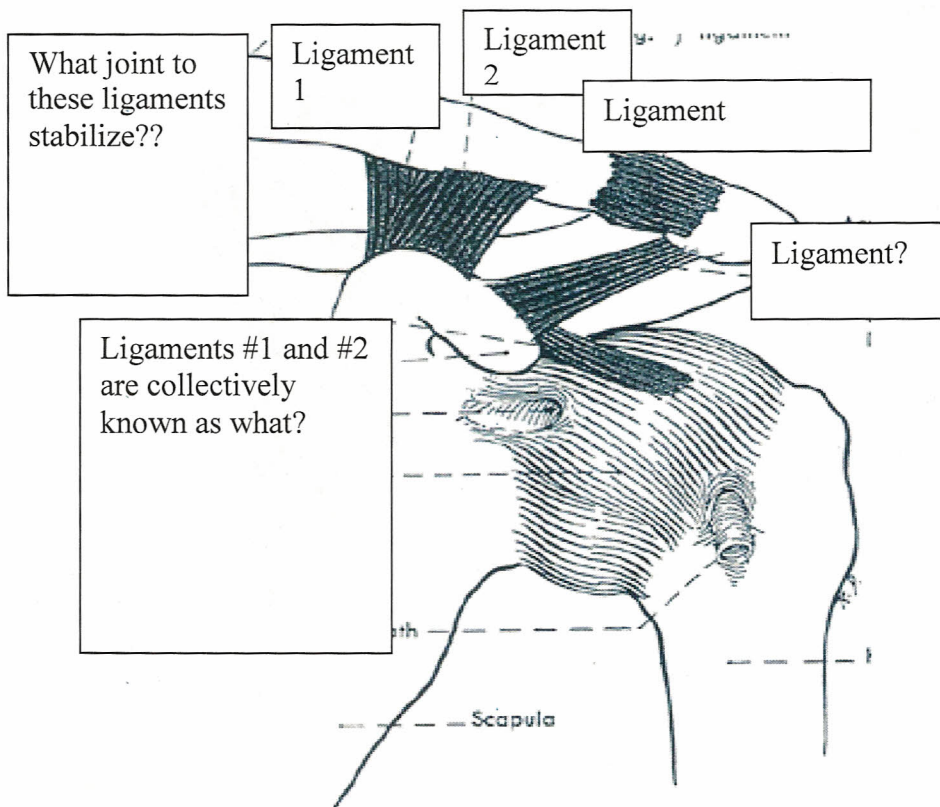 What joint to
these ligaments
stabilize??
Ligament
1
Ligament
2
Ligament
Ligament?
Ligaments #1 and #2
are collectively
known as what?
Scapula